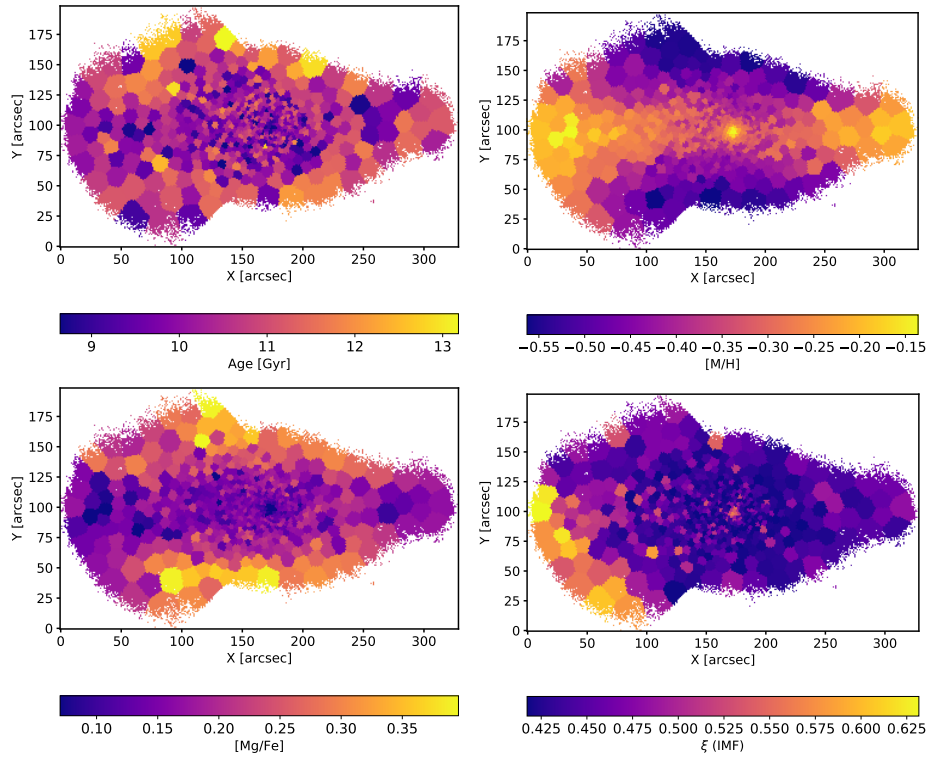 175
150
125
100
75
50
25
0
Y [arcsec]
0 50 100 150 200 250 300
X [arcsec]
9 10 11 12 13
Age [Gyr]
175
150
125
100
75
50
25
0
Y [arcsec]
0 50 100 150 200 250 300
X [arcsec]
−0.55 −0.50 −0.45 −0.40 −0.35 −0.30 −0.25 −0.20 −0.15
[M/H]
175
150
125
100
75
50
25
0
Y [arcsec]
0 50 100 150 200 250 300
X [arcsec]
0.10 0.15 0.20 0.25 0.30 0.35
[Mg/Fe]
175
150
125
100
75
50
25
0
Y [arcsec]
0 50 100 150 200 250 300
X [arcsec]
0.425 0.450 0.475 0.500 0.525 0.550 0.575 0.600 0.625
ξ (IMF)